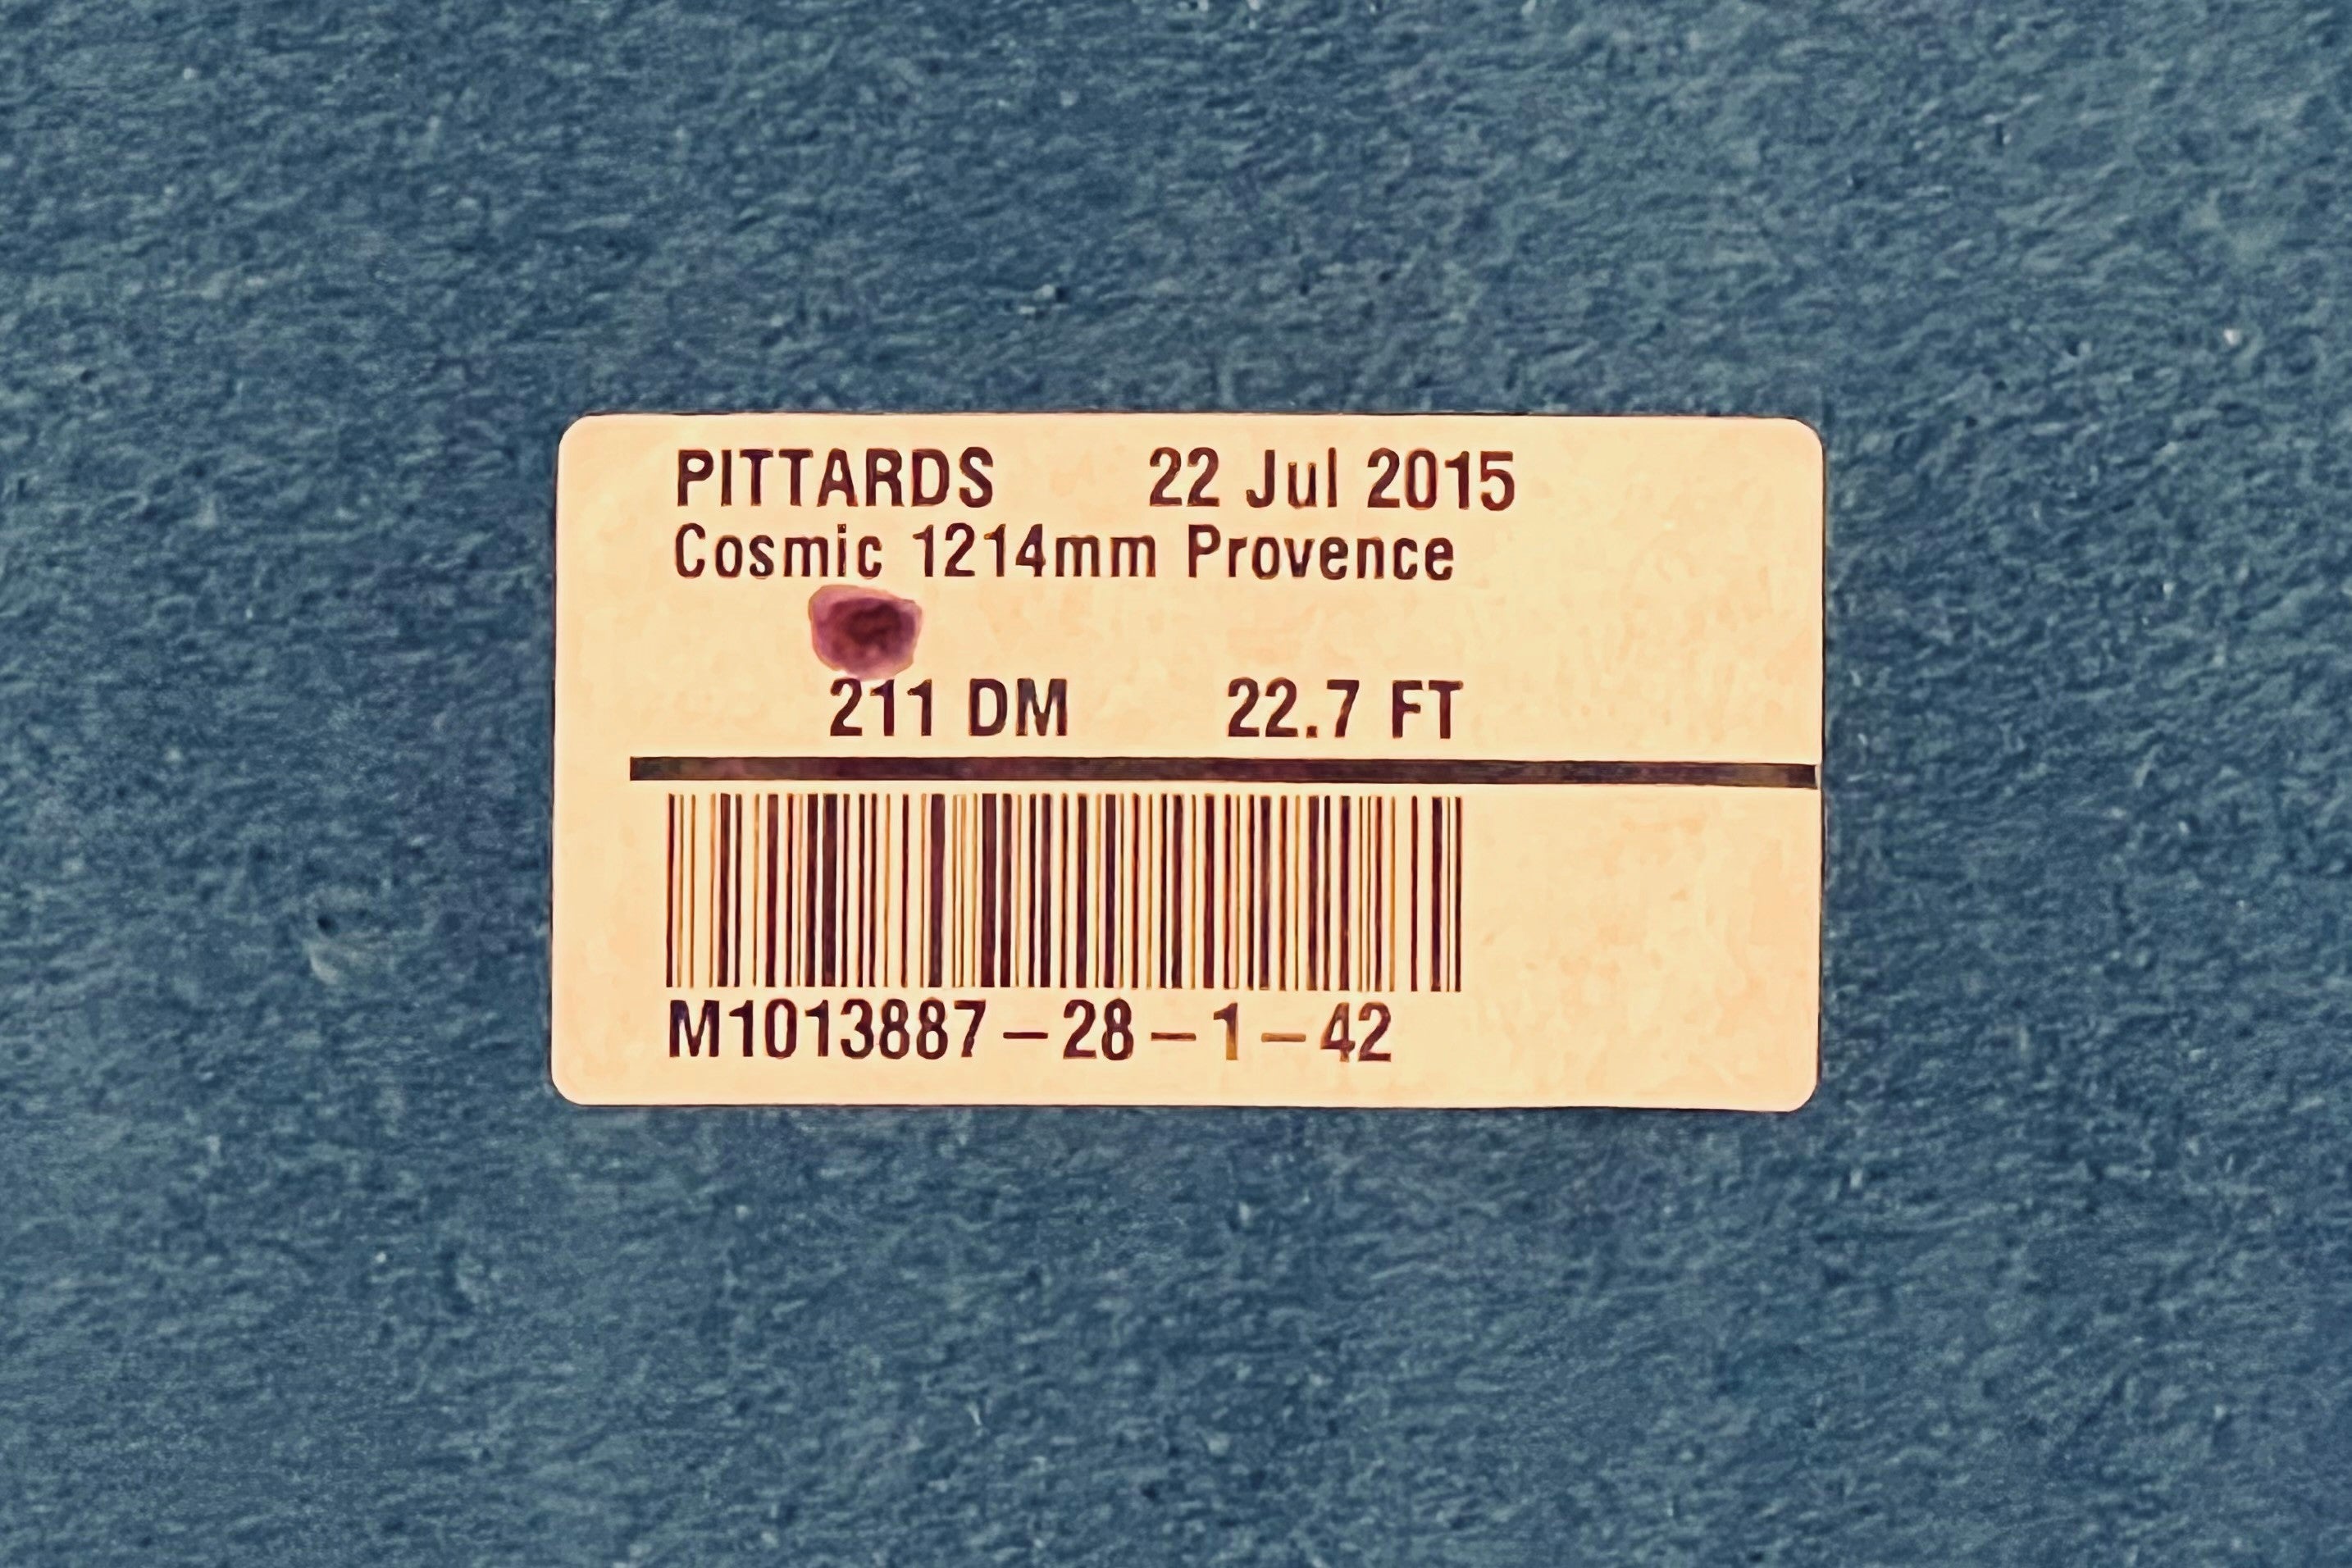 PITTARDS 22 Jul 2015
Cosmic 1214mm Provence
211 DM 22.7 FT
M1013887-28-1-42